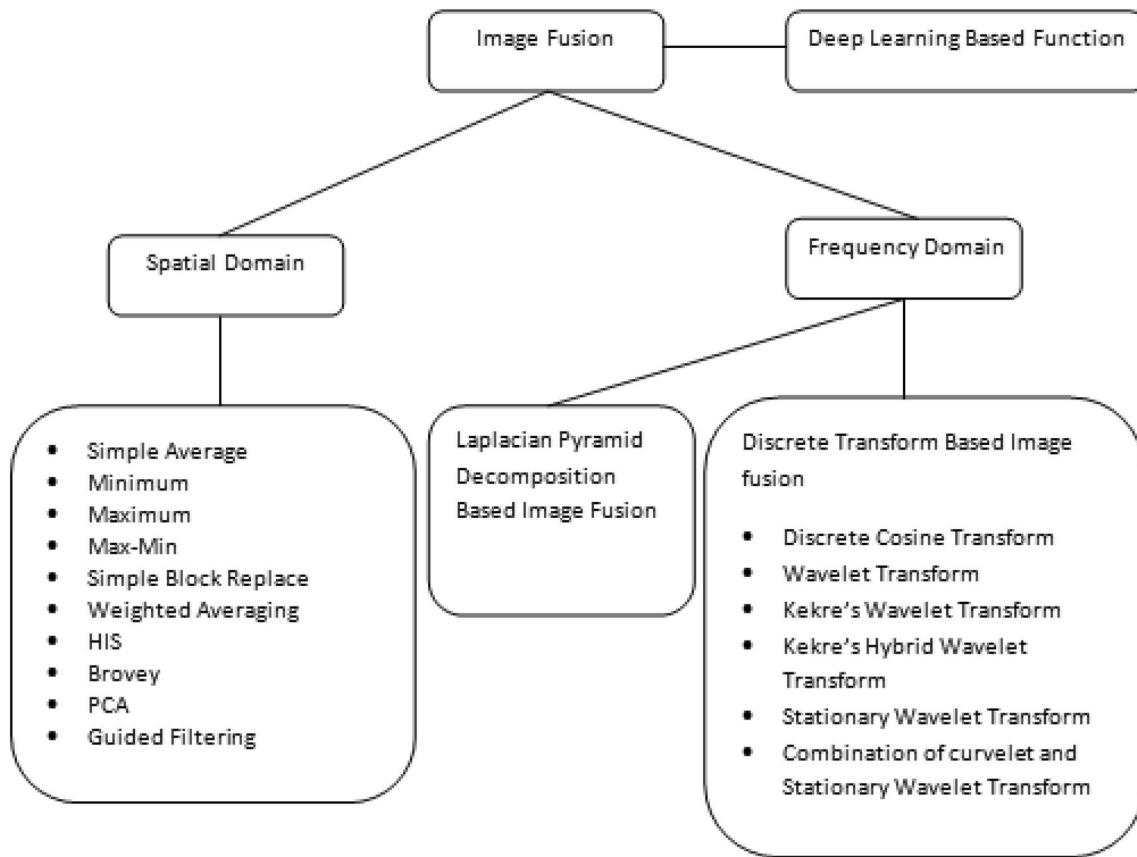 Image Fusion
Deep Learning Based Function
Spatial Domain
Frequency Domain
• Simple Average
• Minimum
• Maximum
• Max-Min
• Simple Block Replace
• Weighted Averaging
• HIS
• Brovey
• PCA
• Guided Filtering
Laplacian Pyramid
Decomposition
Based Image Fusion
Discrete Transform Based Image
fusion
• Discrete Cosine Transform
• Wavelet Transform
• Kekre's Wavelet Transform
• Kekre's Hybrid Wavelet
Transform
• Stationary Wavelet Transform
• Combination of curvelet and
Stationary Wavelet Transform